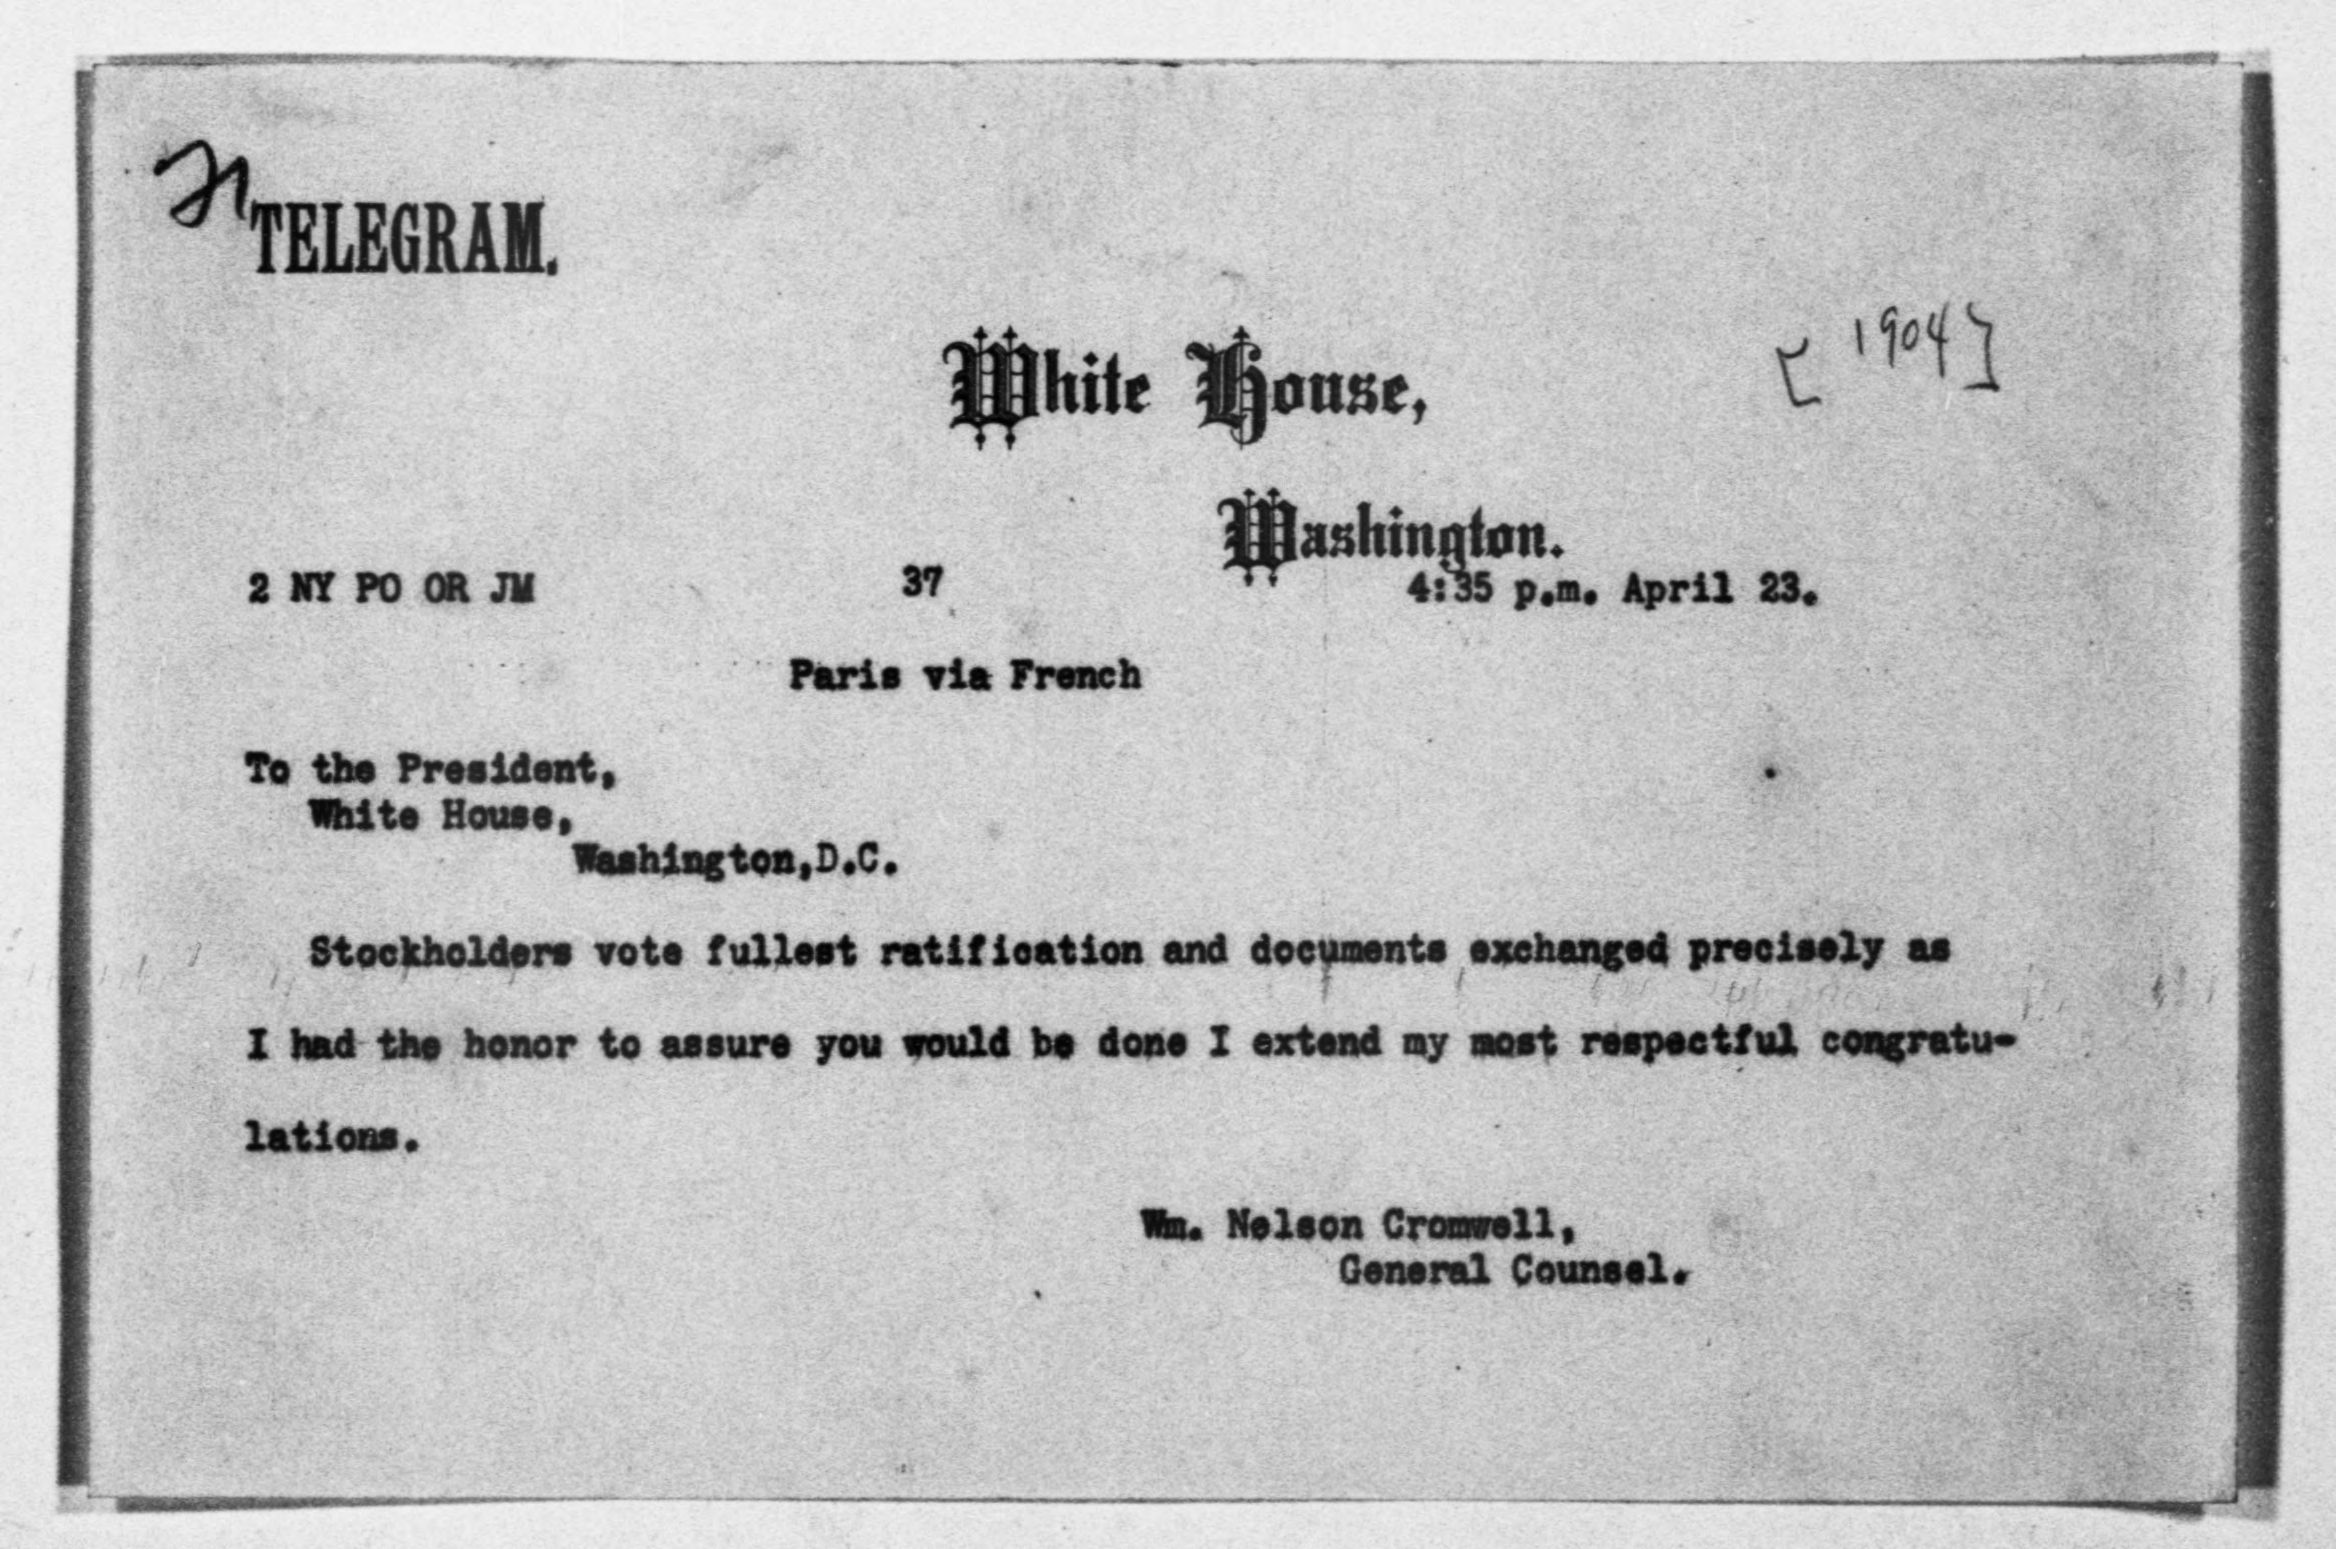 TELEGRAM.
White House,
[1904]
Washington.
2 NY PO OR JM 37 4:35 p.m. April 23.
Paris via French
To the President,
White House,
Washington,D.C.
Stockholders vote fullest ratification and documents exchanged precisely as
I had the honor to assure you would be done I extend my most respectful congratu-
lations.
Wm. Nelson Cromwell,
General Counsel.